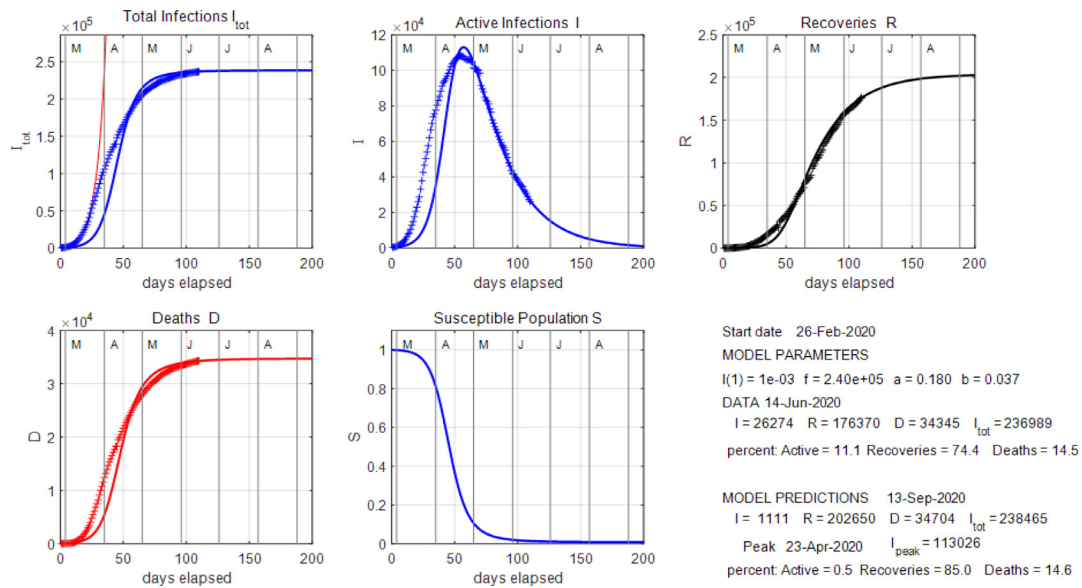 Total Infections I_tot
×10^5
M A M J J A
2.5
2
1.5
1
0.5
0
I_tot
0 50 100 150 200
days elapsed
Active Infections I
×10^4
M A M J J A
12
10
8
6
4
2
0
I
0 50 100 150 200
days elapsed
Recoveries R
×10^5
M A M J J A
2.5
2
1.5
1
0.5
0
R
0 50 100 150 200
days elapsed
Deaths D
×10^4
M A M J J A
4
3
2
1
0
D
0 50 100 150 200
days elapsed
Susceptible Population S
M A M J J A
1
0.8
0.6
0.4
0.2
0
S
0 50 100 150 200
days elapsed
Start date 26-Feb-2020
MODEL PARAMETERS
I(1) = 1e-03 f = 2.40e+05 a = 0.180 b = 0.037
DATA 14-Jun-2020
I = 26274 R = 176370 D = 34345 I_tot = 236989
percent: Active = 11.1 Recoveries = 74.4 Deaths = 14.5
MODEL PREDICTIONS 13-Sep-2020
I = 1111 R = 202650 D = 34704 I_tot = 238465
Peak 23-Apr-2020 I_peak = 113026
percent: Active = 0.5 Recoveries = 85.0 Deaths = 14.6